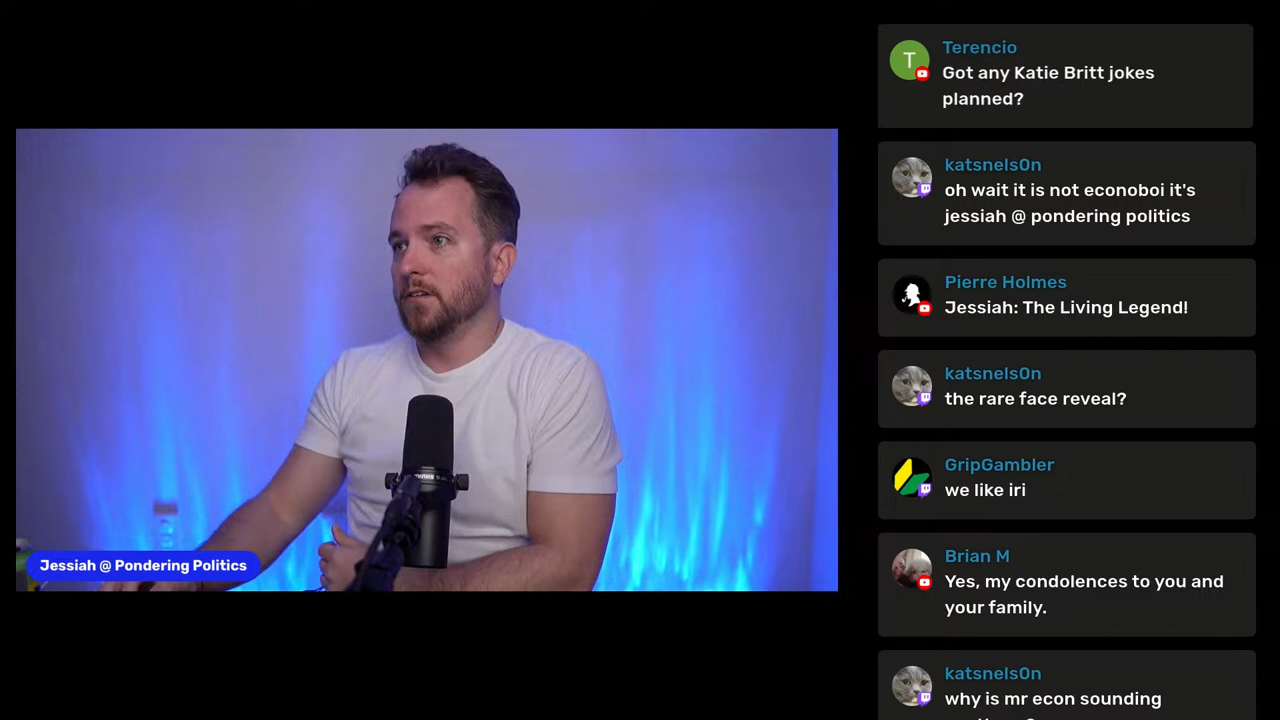 Jessiah @ Pondering Politics
T
Terencio
Got any Katie Britt jokes
planned?
katsnels0n
oh wait it is not econoboi it's
jessiah @ pondering politics
Pierre Holmes
Jessiah: The Living Legend!
katsnels0n
the rare face reveal?
GripGambler
we like iri
Brian M
Yes, my condolences to you and
your family.
katsnels0n
why is mr econ sounding